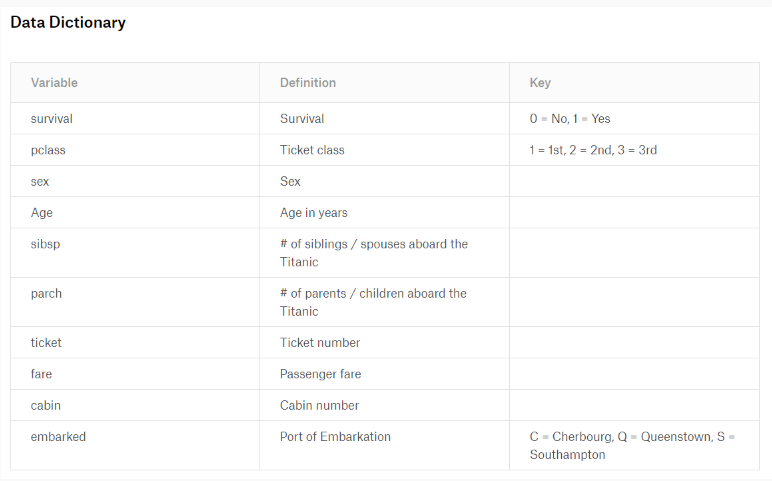 Data Dictionary
Variable Definition Key
survival Survival 0 = No, 1 = Yes
pclass Ticket class 1 = 1st, 2 = 2nd, 3 = 3rd
sex Sex
Age Age in years
sibsp # of siblings / spouses aboard the
Titanic
parch # of parents / children aboard the
Titanic
ticket Ticket number
fare Passenger fare
cabin Cabin number
embarked Port of Embarkation C = Cherbourg, Q = Queenstown, S =
Southampton